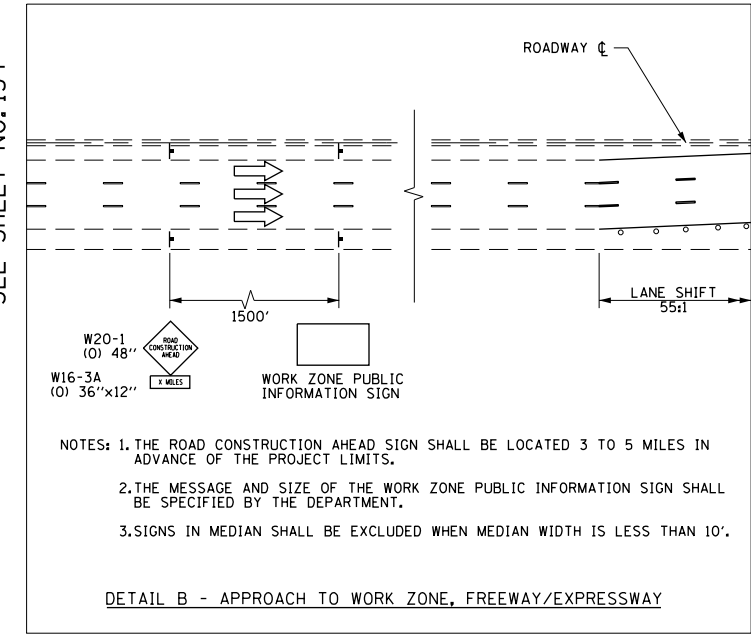 ROADWAY ℄
1500'
LANE SHIFT
55:1
W20-1
(O) 48''
ROAD
CONSTRUCTION
AHEAD
W16-3A
(O) 36''x12''
X MILES
WORK ZONE PUBLIC
INFORMATION SIGN
NOTES: 1. THE ROAD CONSTRUCTION AHEAD SIGN SHALL BE LOCATED 3 TO 5 MILES IN
ADVANCE OF THE PROJECT LIMITS.
2. THE MESSAGE AND SIZE OF THE WORK ZONE PUBLIC INFORMATION SIGN SHALL
BE SPECIFIED BY THE DEPARTMENT.
3. SIGNS IN MEDIAN SHALL BE EXCLUDED WHEN MEDIAN WIDTH IS LESS THAN 10'.
DETAIL B - APPROACH TO WORK ZONE, FREEWAY/EXPRESSWAY